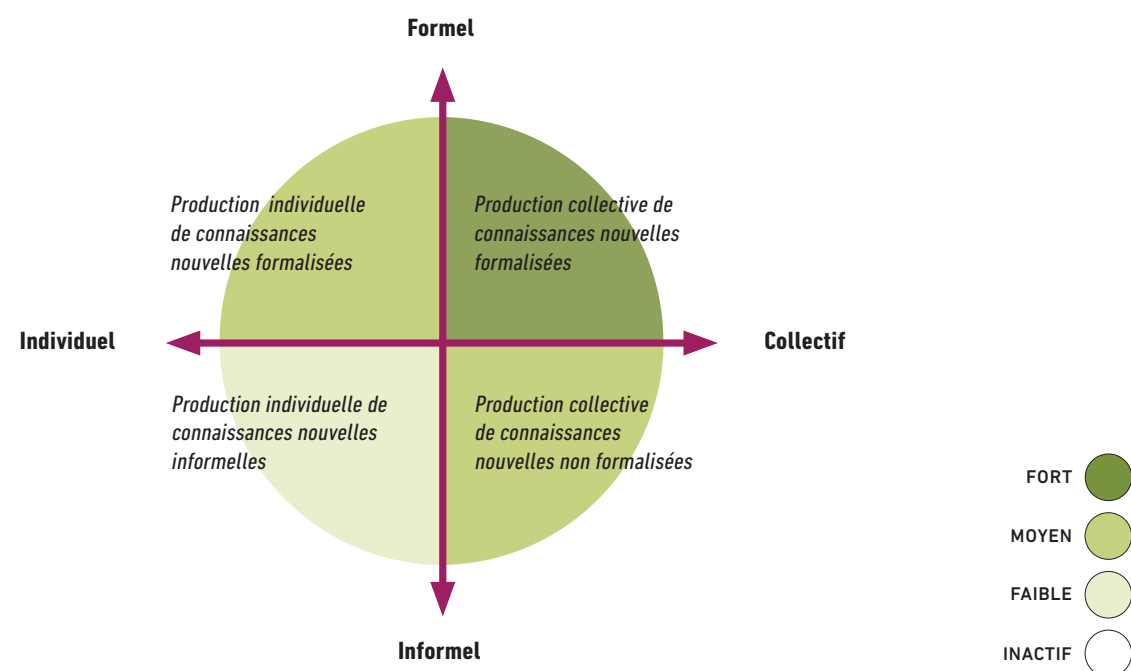 Formel
Production individuelle
de connaissances
nouvelles formalisées
Production collective de
connaissances nouvelles
formalisées
Individuel
Collectif
Production individuelle de
connaissances nouvelles
informelles
Production collective
de connaissances
nouvelles non formalisées
Informel
FORT
MOYEN
FAIBLE
INACTIF